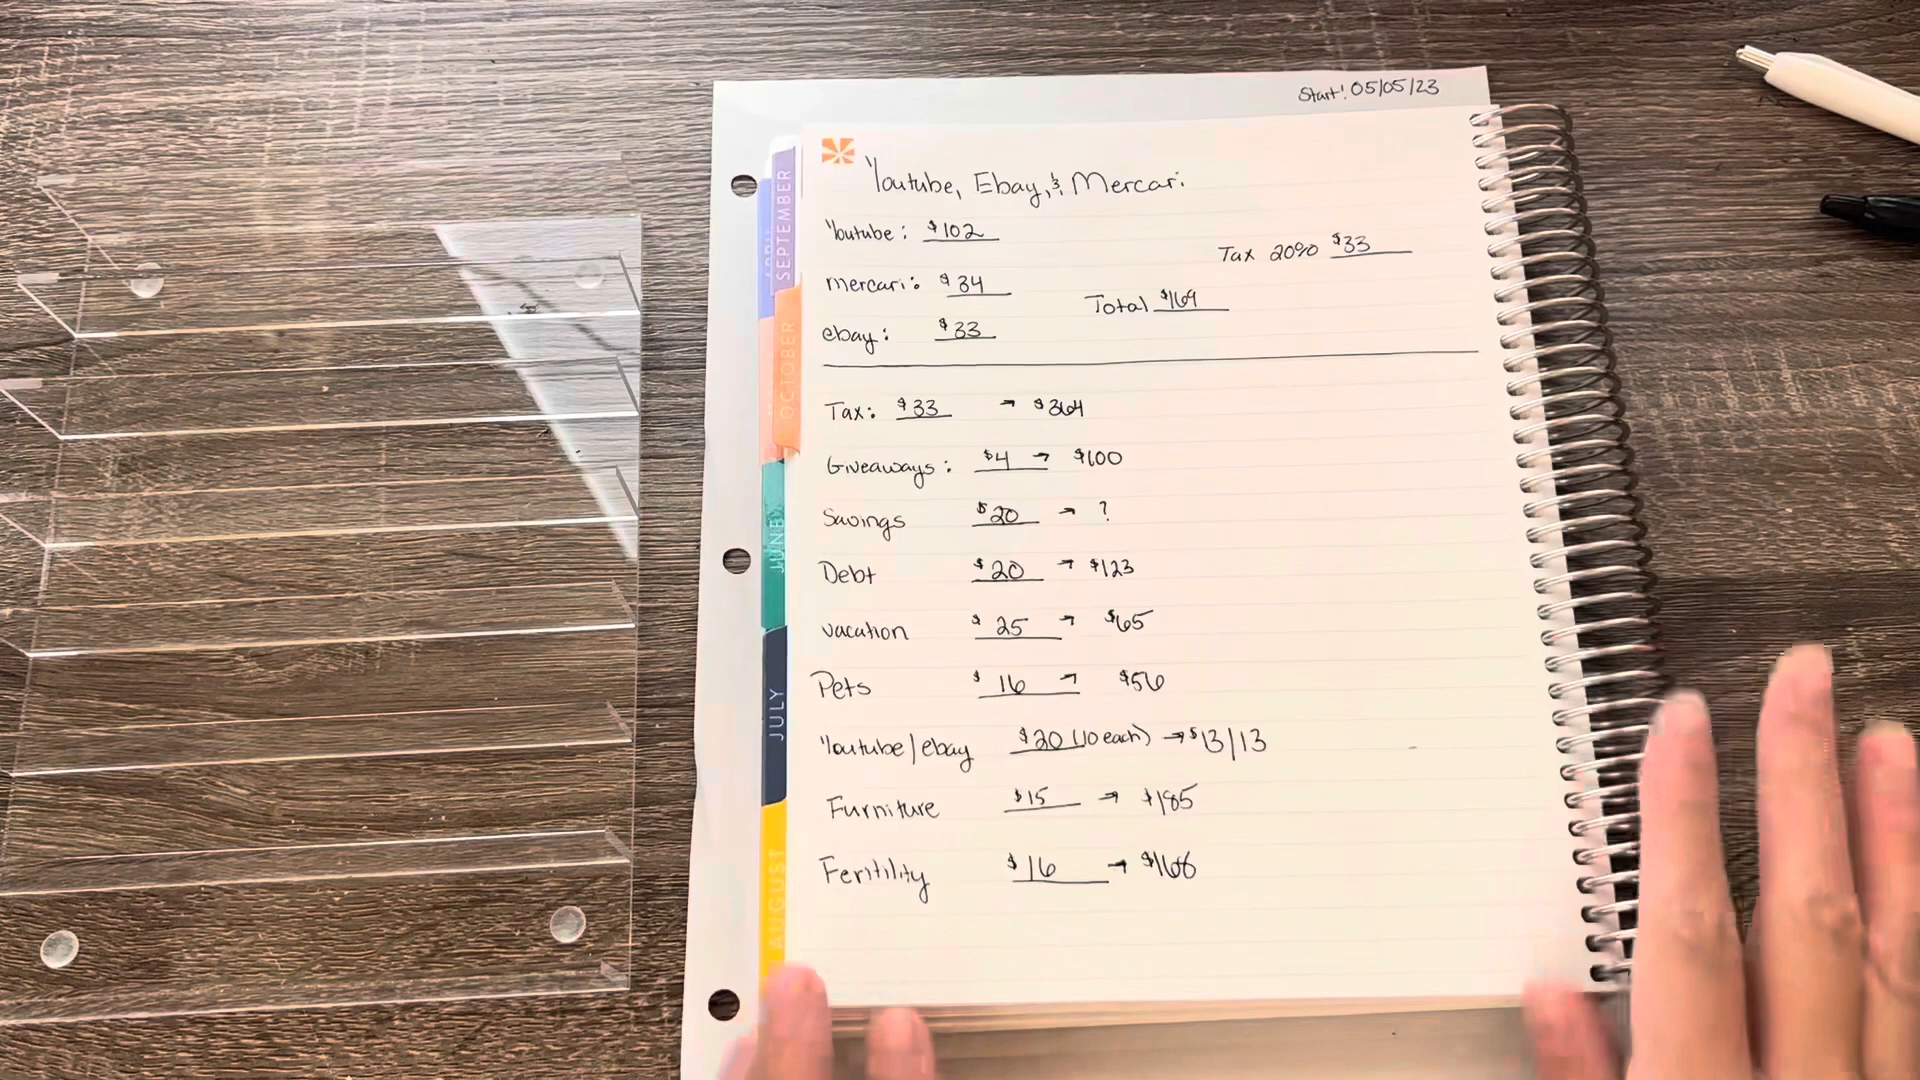 Start! 05/05/23
Youtube, Ebay, & Mercari
Youtube: $102
Tax 20% $33
mercari: $34
Total $169
ebay: $33
Tax: $33 → $364
Giveaways: $4 → $100
Savings $20 → ?
Debt $20 → $123
vacation $25 → $65
Pets $16 → $56
Youtube/ebay $20 (10 each) → $13/13
Furniture $15 → $185
Fertility $16 →
SEPTEMBER
OCTOBER
JUNE
JULY
AUGUST